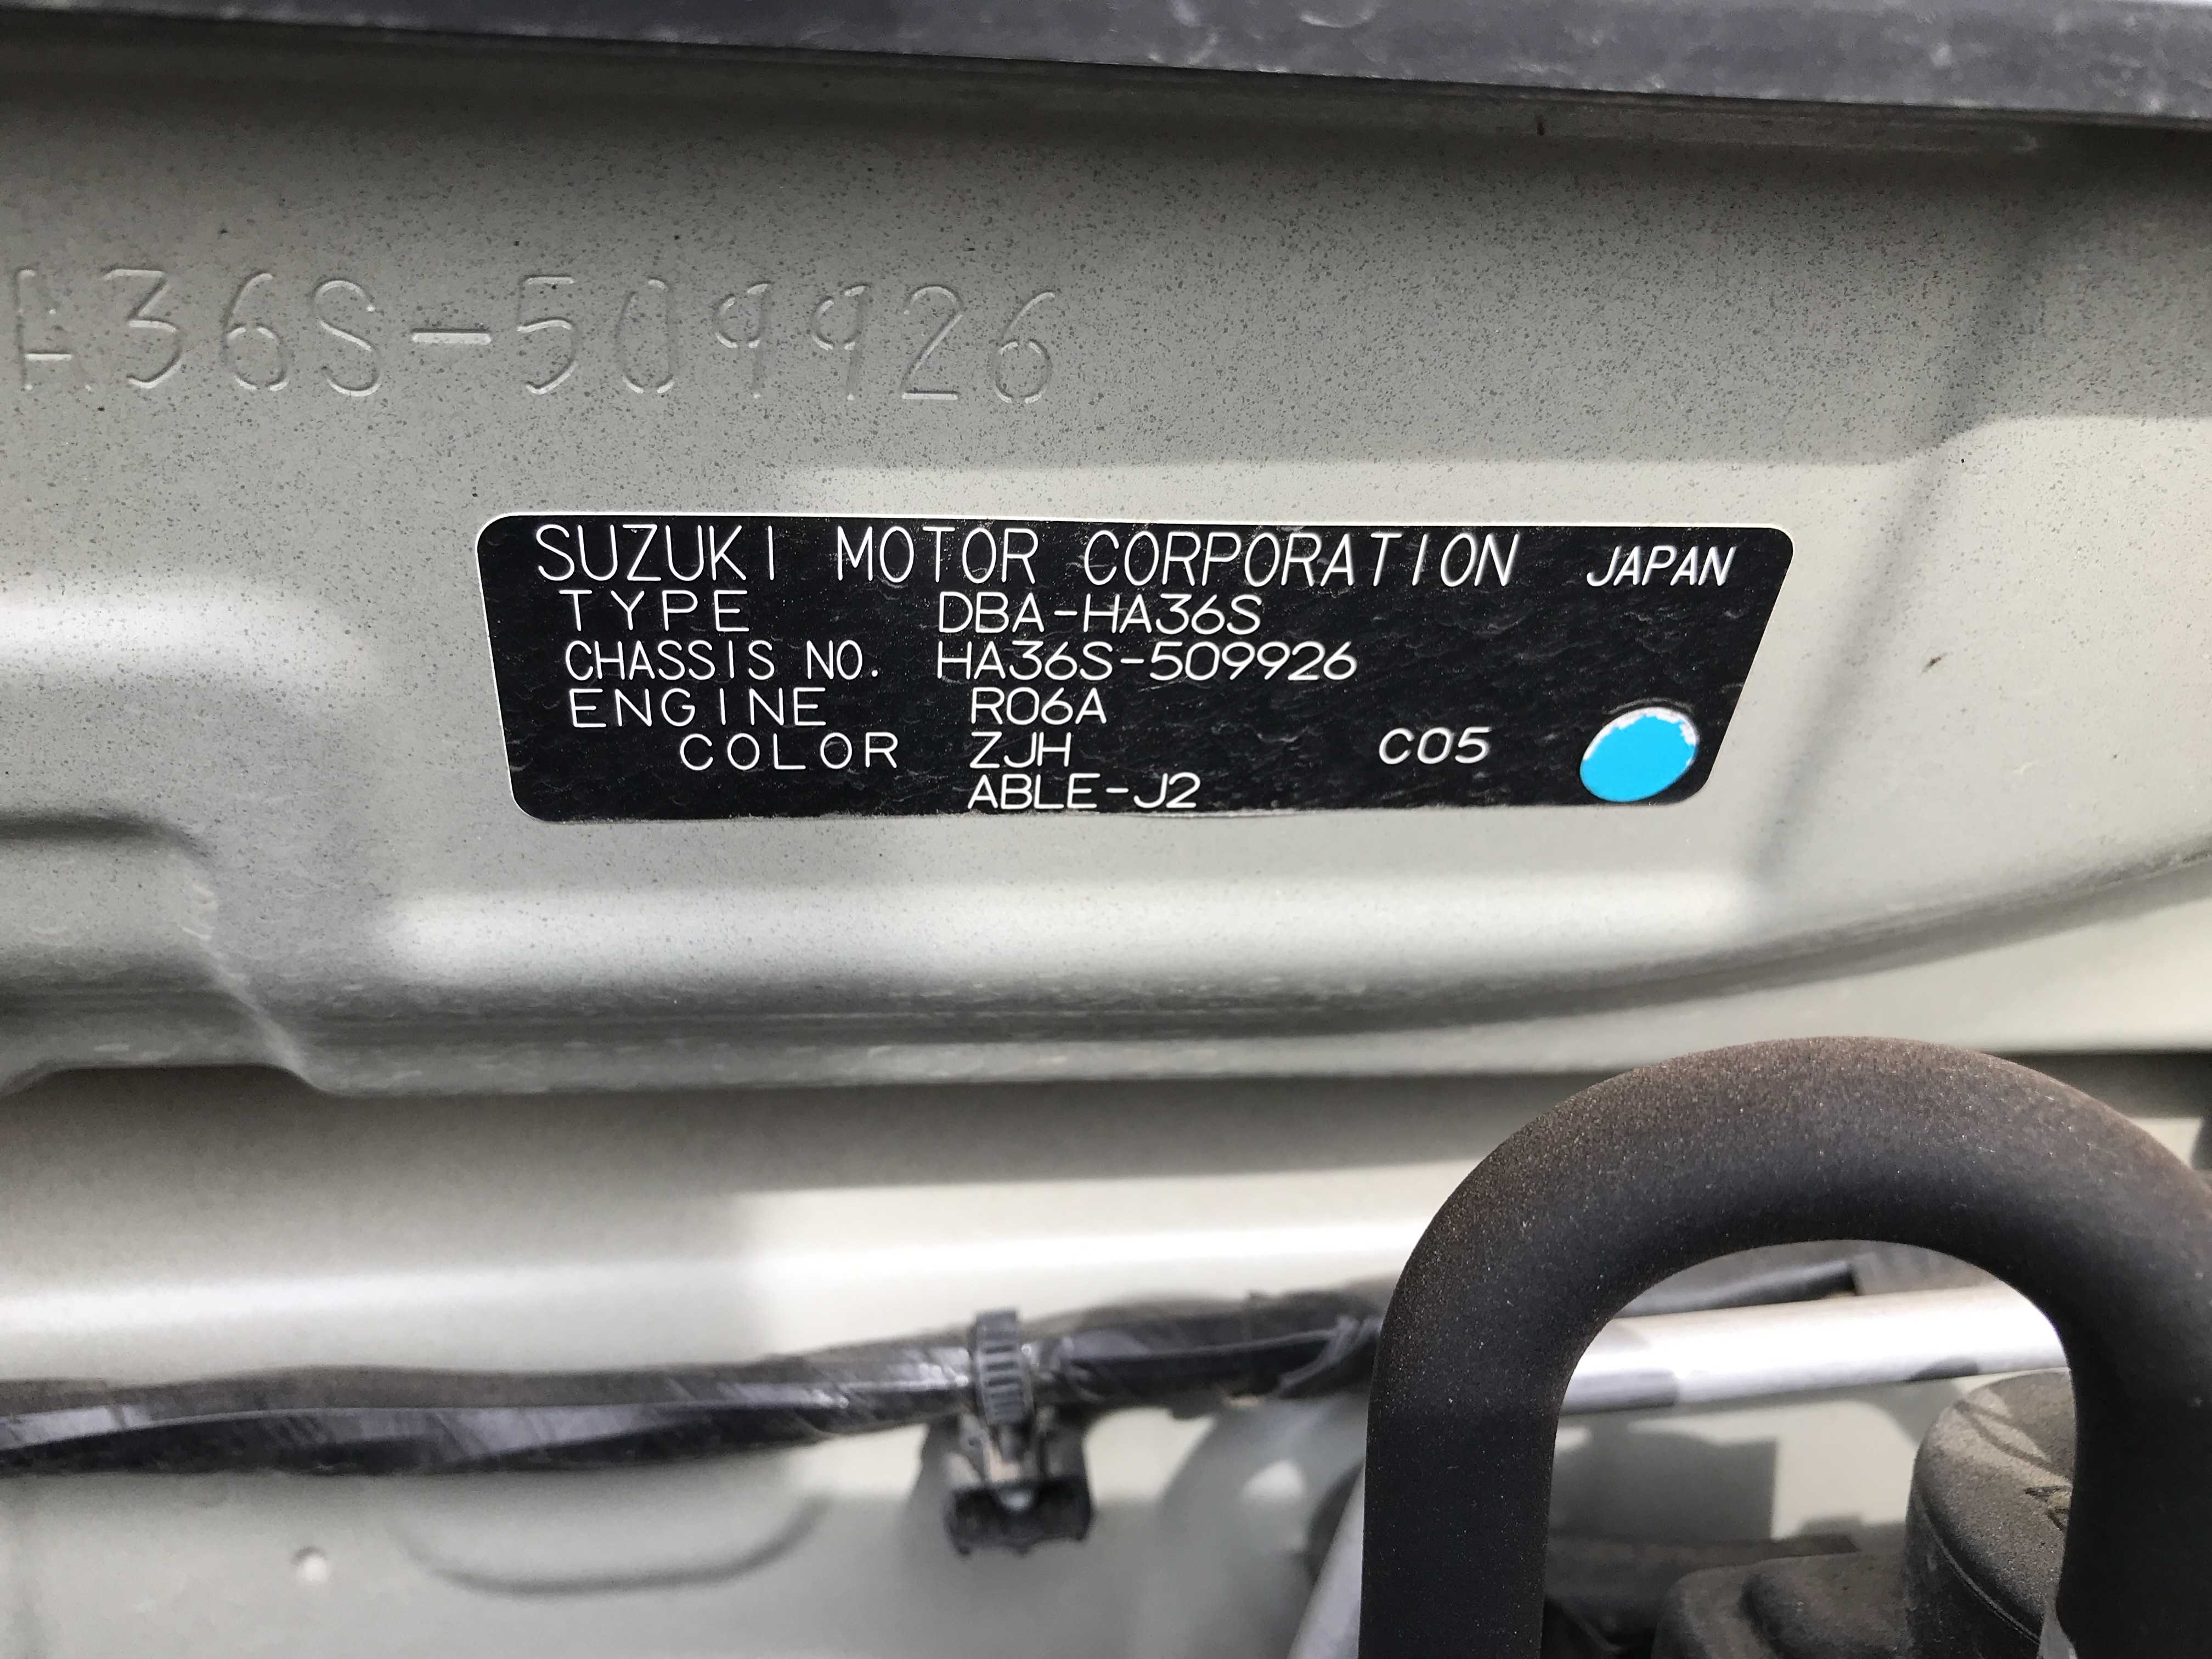 A36S-509926
SUZUKI MOTOR CORPORATION JAPAN
TYPE DBA-HA36S
CHASSIS NO. HA36S-509926
ENGINE R06A
COLOR ZJH C05
ABLE-J2